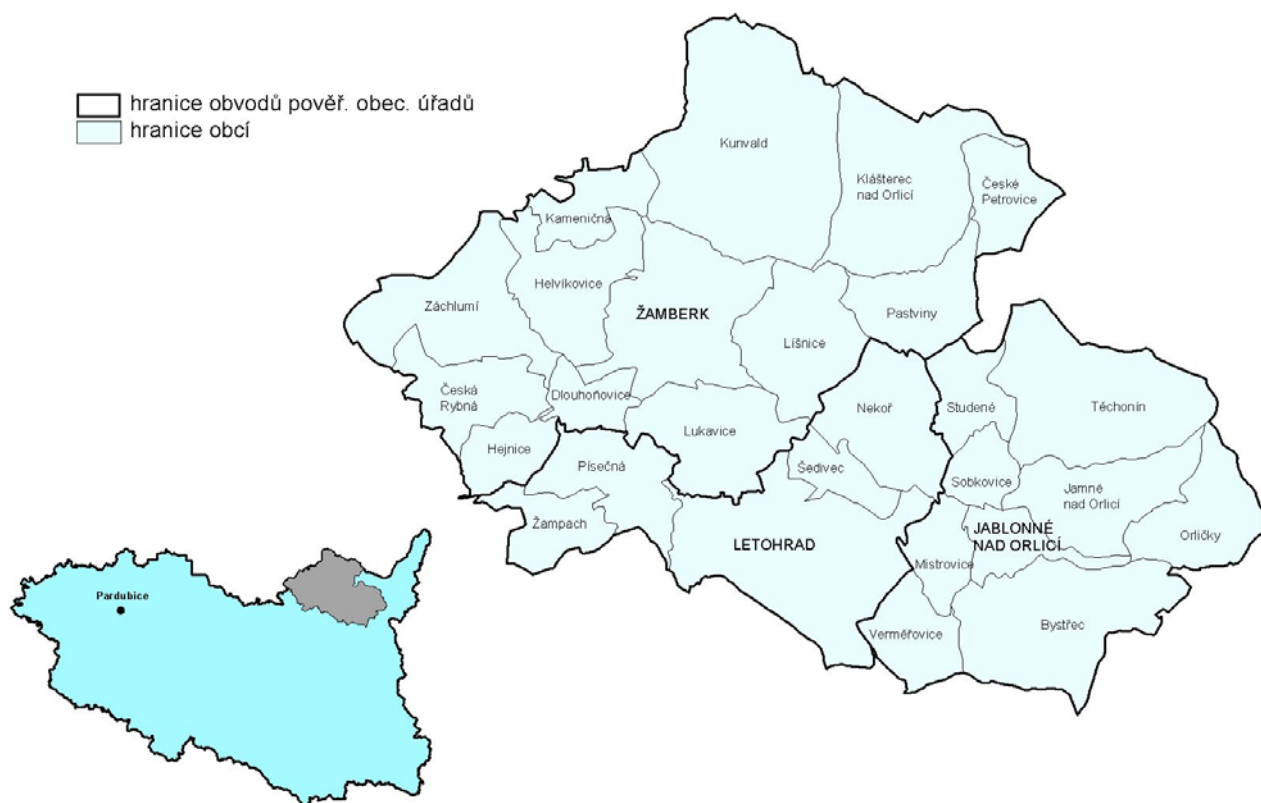 hranice obvodů pověř. obec. úřadů
hranice obcí
Kunvald
Klášterec
nad Orlicí
České
Petrovice
Kameničná
Helvíkovice
Záchlumí
ŽAMBERK
Líšnice
Pastviny
Česká
Rybná
Dlouhoňovice
Nekoř
Studené
Těchonín
Hejnice
Lukavice
Písečná
Šedivec
Sobkovice
Jamné
nad Orlicí
Žampach
LETOHRAD
JABLONNÉ
NAD ORLICÍ
Orličky
Mistrovice
Verměřovice
Bystřec
Pardubice